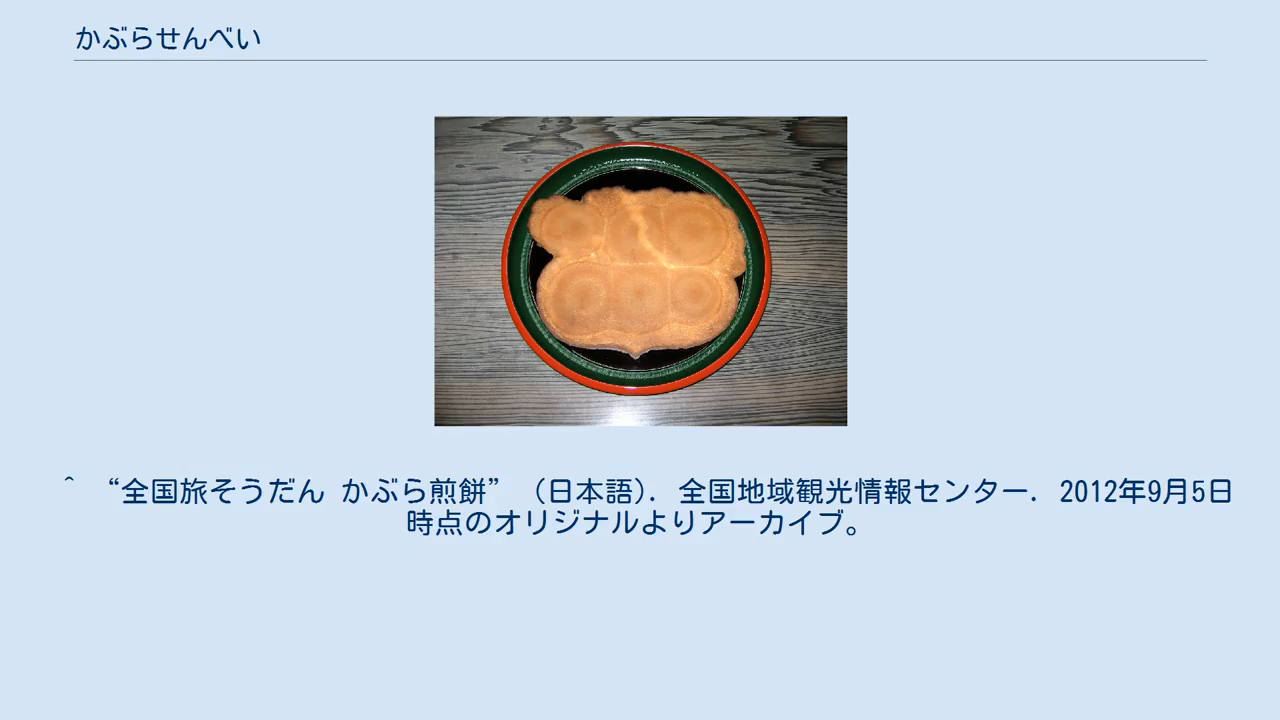 かぶらせんべい
^ “全国旅そうだん かぶら煎餅” (日本語). 全国地域観光情報センター. 2012年9月5日
時点のオリジナルよりアーカイブ。